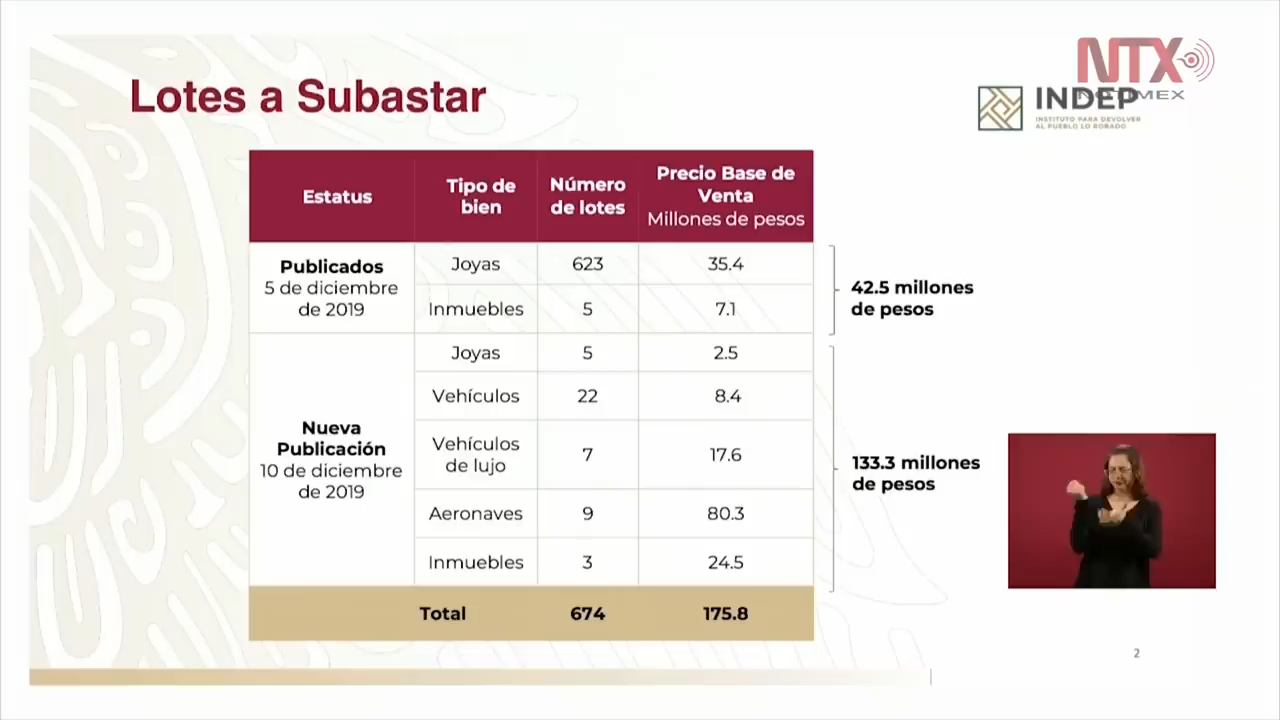 Lotes a Subastar
NTX
NOTIMEX
INDEP
INSTITUTO PARA DEVOLVER
AL PUEBLO LO ROBADO
Estatus
Tipo de
bien
Número
de lotes
Precio Base de
Venta
Millones de pesos
Publicados
5 de diciembre
de 2019
Joyas 623 35.4
Inmuebles 5 7.1
42.5 millones
de pesos
Nueva
Publicación
10 de diciembre
de 2019
Joyas 5 2.5
Vehículos 22 8.4
Vehículos
de lujo
7 17.6
Aeronaves 9 80.3
Inmuebles 3 24.5
133.3 millones
de pesos
Total 674 175.8
2